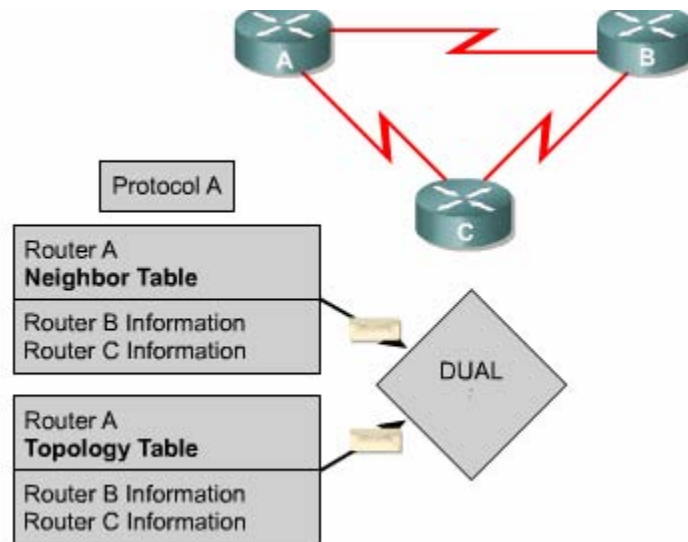 A
B
C
Protocol A
Router A
Neighbor Table
Router B Information
Router C Information
DUAL
Router A
Topology Table
Router B Information
Router C Information